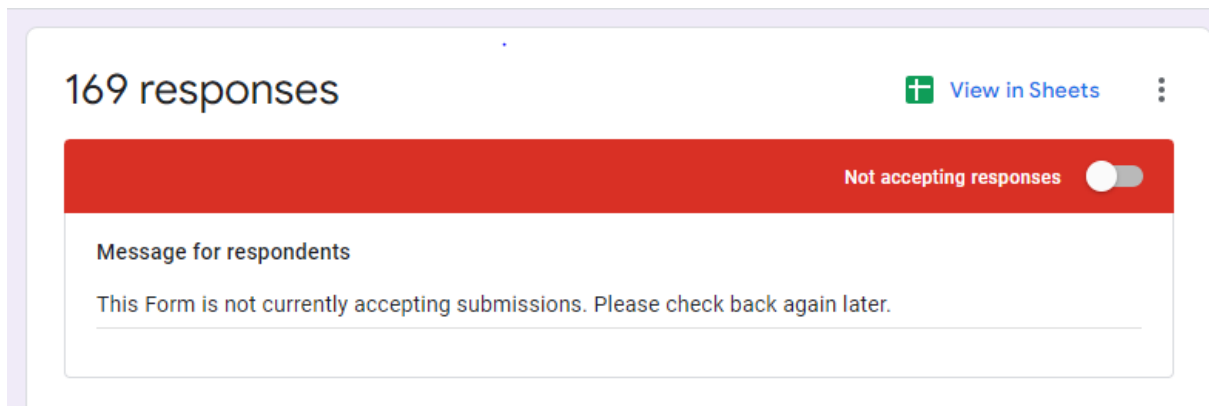 169 responses
View in Sheets
Not accepting responses
Message for respondents
This Form is not currently accepting submissions. Please check back again later.